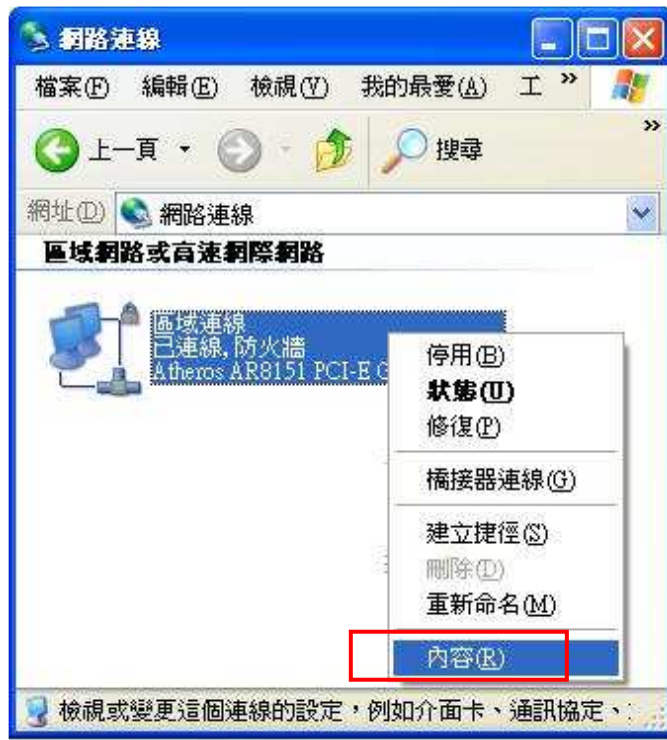 網路連線
檔案(F) 編輯(E) 檢視(V) 我的最愛(A) 工 »
上一頁 搜尋 »
網址(D) 網路連線
區域網路或高速網際網路
區域連線
已連線, 防火牆
Atheros AR8151 PCI-E G
停用(B)
狀態(U)
修復(P)
橋接器連線(G)
建立捷徑(S)
刪除(D)
重新命名(M)
內容(R)
檢視或變更這個連線的設定，例如介面卡、通訊協定、